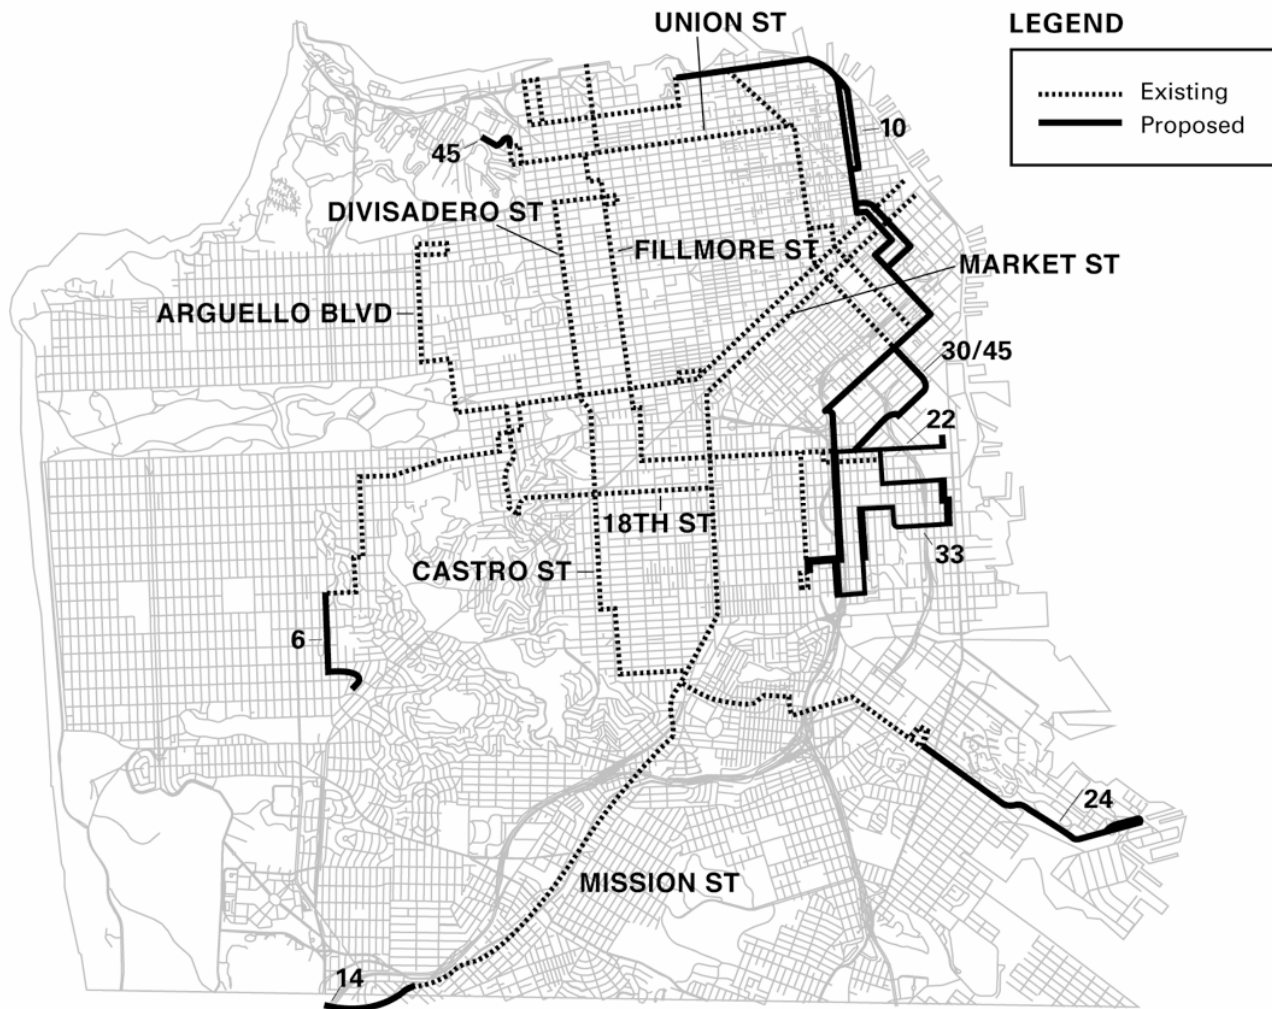 UNION ST
LEGEND
Existing
Proposed
10
45
DIVISADERO ST
FILLMORE ST
MARKET ST
ARGUELLO BLVD
30/45
22
18TH ST
33
CASTRO ST
6
24
MISSION ST
14